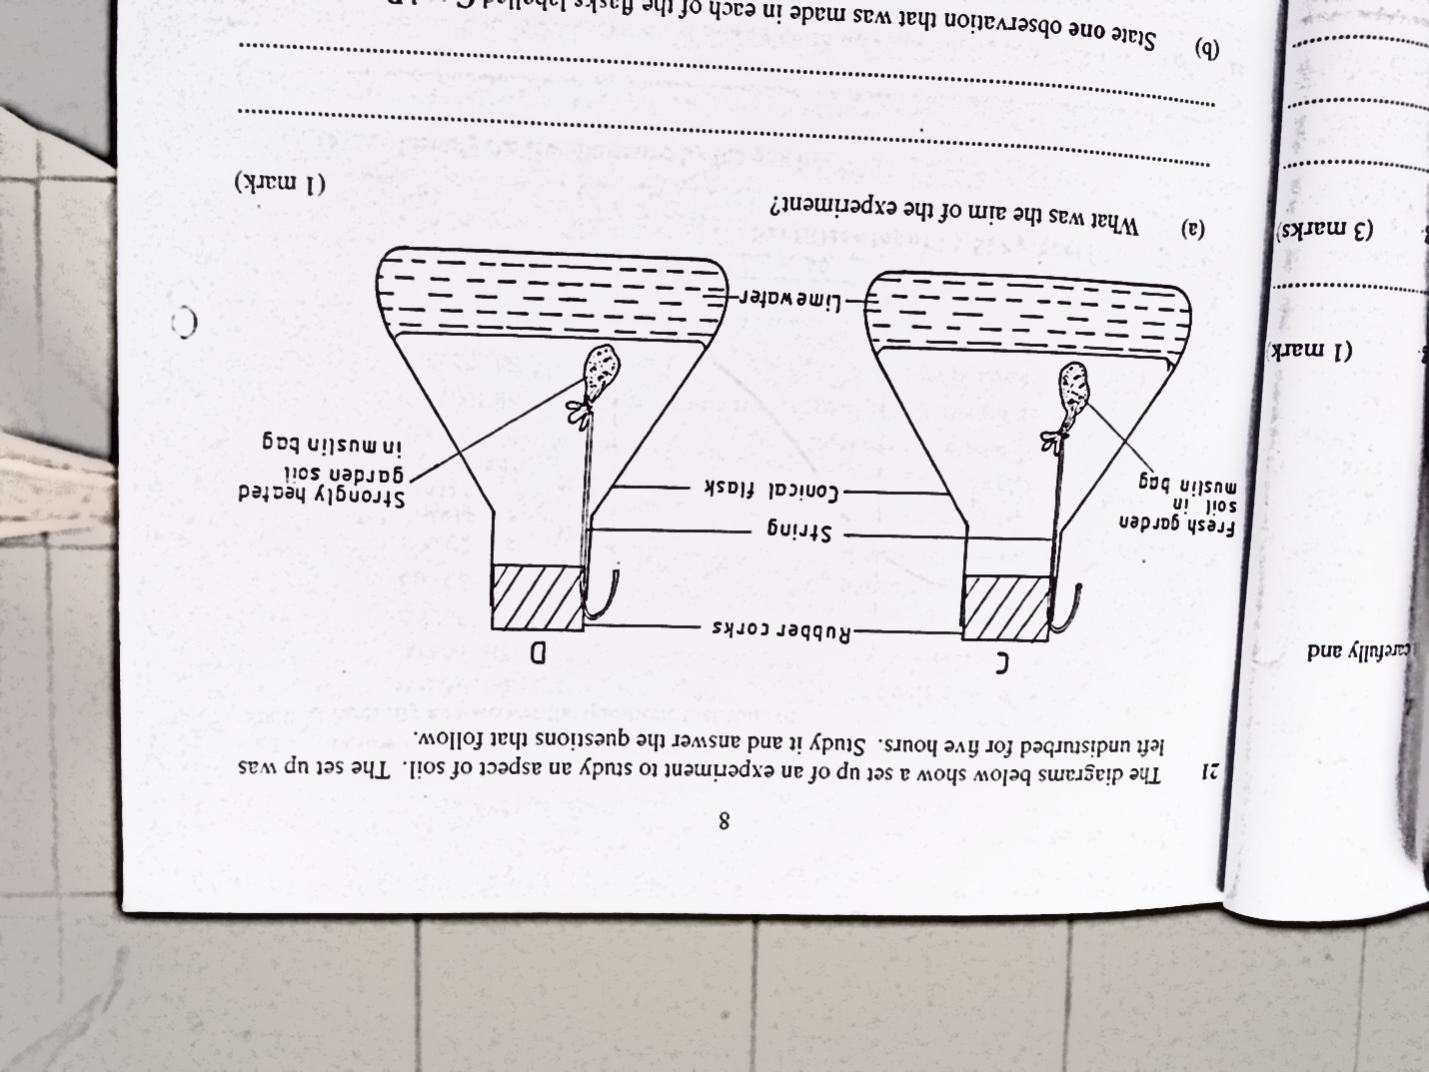 8
21 The diagrams below show a set up of an experiment to study an aspect of soil. The set up was
left undisturbed for five hours. Study it and answer the questions that follow.
C
D
Rubber corks
String
Conical flask
Fresh garden
soil in
muslin bag
Strongly heated
garden soil
in muslin bag
Limewater
(a) What was the aim of the experiment?
(1 mark)
(b) State one observation that was made in each of the flasks labelled C
carefully and
(1 mark)
(3 marks)